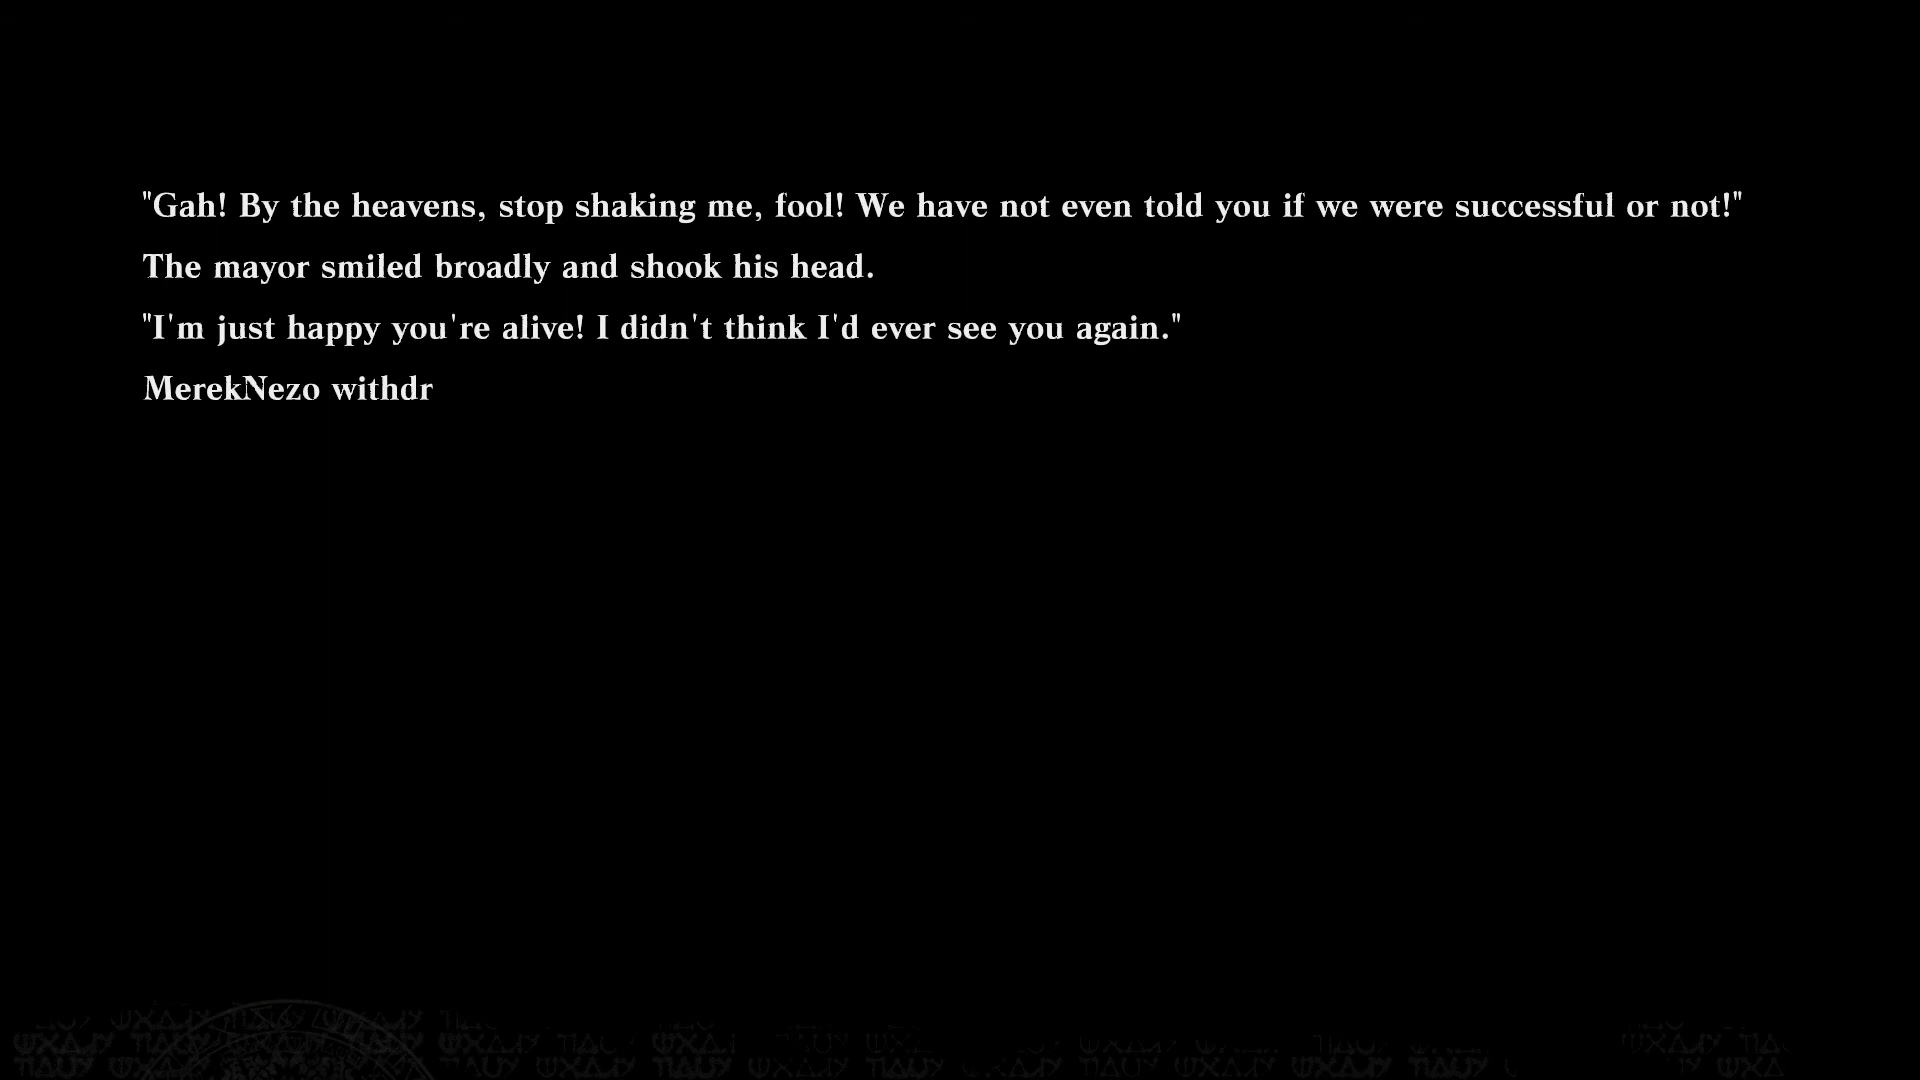 "Gah! By the heavens, stop shaking me, fool! We have not even told you if we were successful or not!"
The mayor smiled broadly and shook his head.
"I'm just happy you're alive! I didn't think I'd ever see you again."
MerekNezo withdr